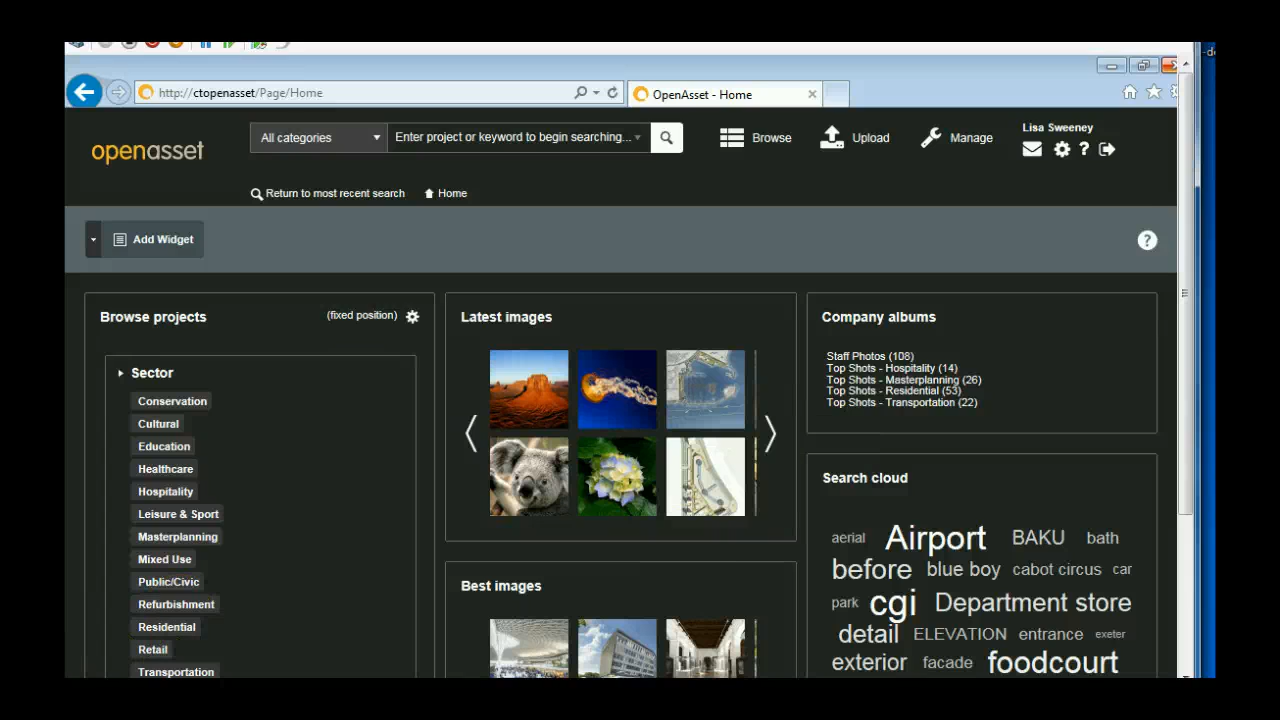 http://ctopenasset/Page/Home
OpenAsset - Home
openasset
All categories
Enter project or keyword to begin searching...
Browse
Upload
Manage
Lisa Sweeney
Return to most recent search
Home
Add Widget
Browse projects
(fixed position)
Sector
Conservation
Cultural
Education
Healthcare
Hospitality
Leisure & Sport
Masterplanning
Mixed Use
Public/Civic
Refurbishment
Residential
Retail
Transportation
Latest images
Best images
Company albums
Staff Photos (108)
Top Shots - Hospitality (14)
Top Shots - Masterplanning (26)
Top Shots - Residential (53)
Top Shots - Transportation (22)
Search cloud
aerial Airport BAKU bath
before blue boy cabot circus car
park cgi Department store
detail ELEVATION entrance exeter
exterior facade foodcourt